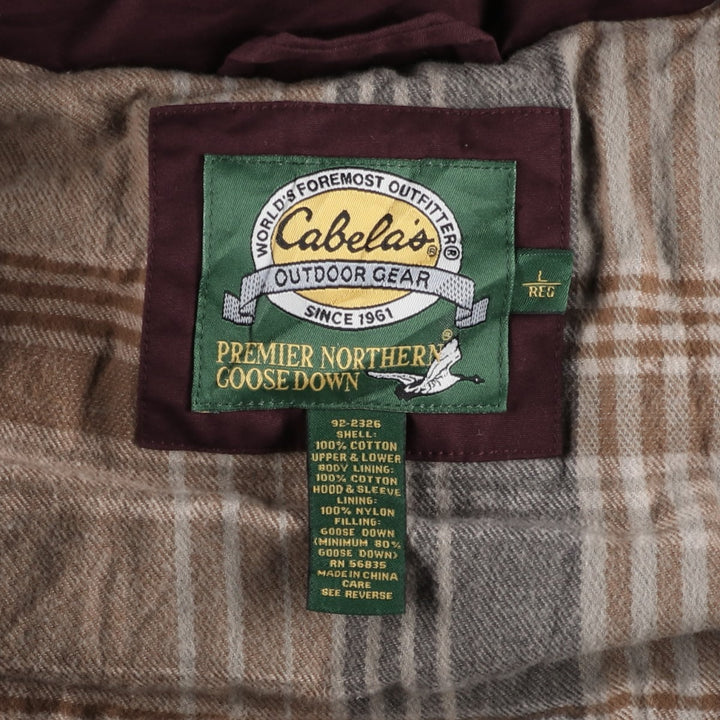 WORLD'S FOREMOST OUTFITTER®
Cabela's®
OUTDOOR GEAR
SINCE 1961
PREMIER NORTHERN®
GOOSE DOWN
L
REG
92-2326
SHELL:
100% COTTON
UPPER & LOWER
BODY LINING:
100% COTTON
HOOD & SLEEVE
LINING:
100% NYLON
FILLING:
GOOSE DOWN
(MINIMUM 80%
GOOSE DOWN)
RN 56835
MADE IN CHINA
CARE
SEE REVERSE